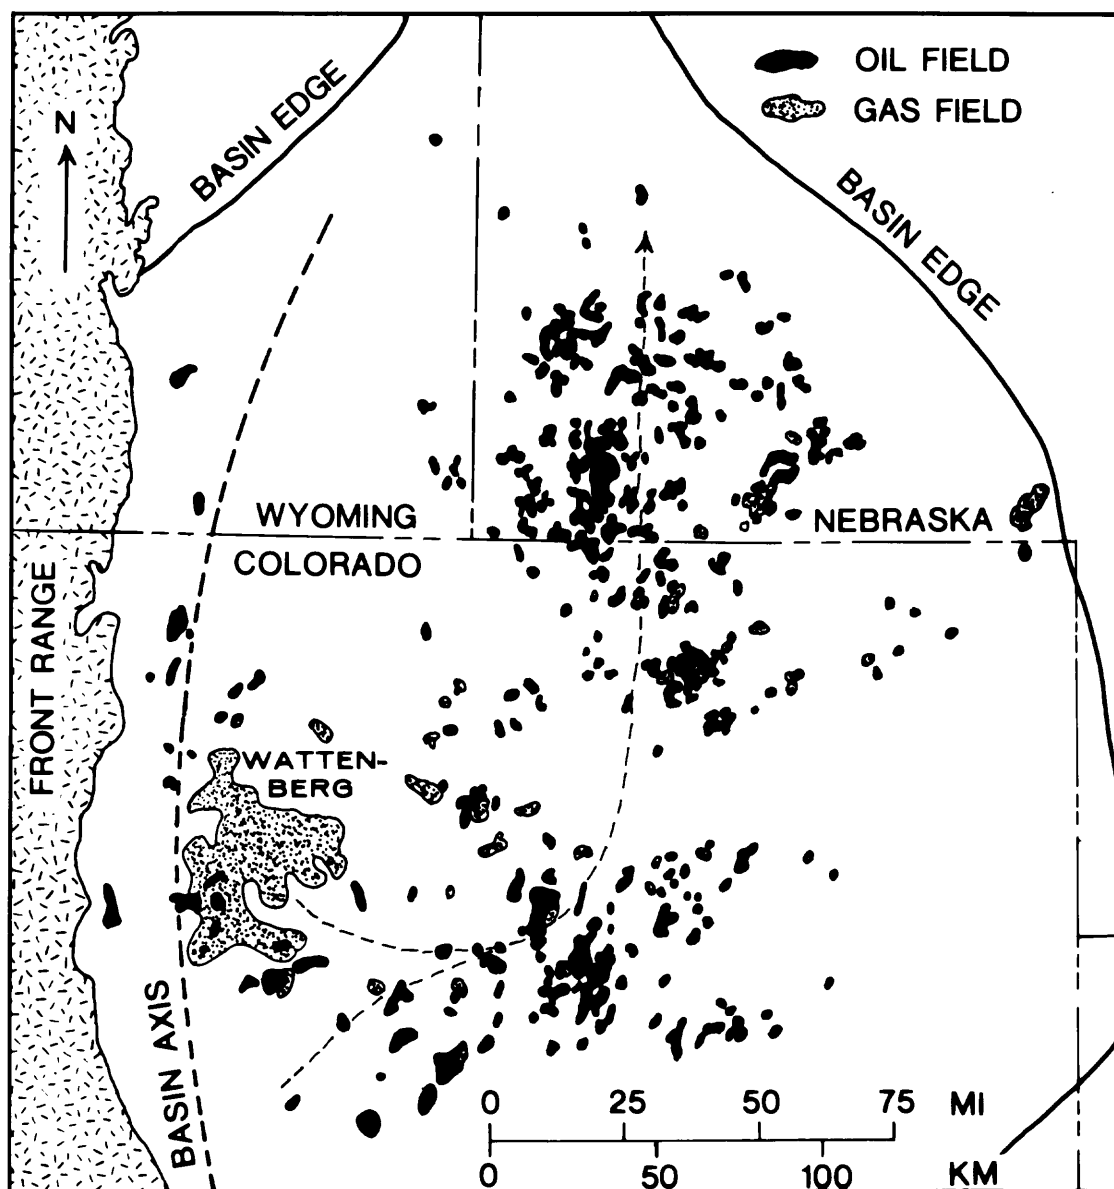 OIL FIELD
GAS FIELD
N
BASIN EDGE
BASIN EDGE
WYOMING
NEBRASKA
COLORADO
FRONT RANGE
WATTEN-
BERG
BASIN AXIS
0 25 50 75 MI
0 50 100 KM